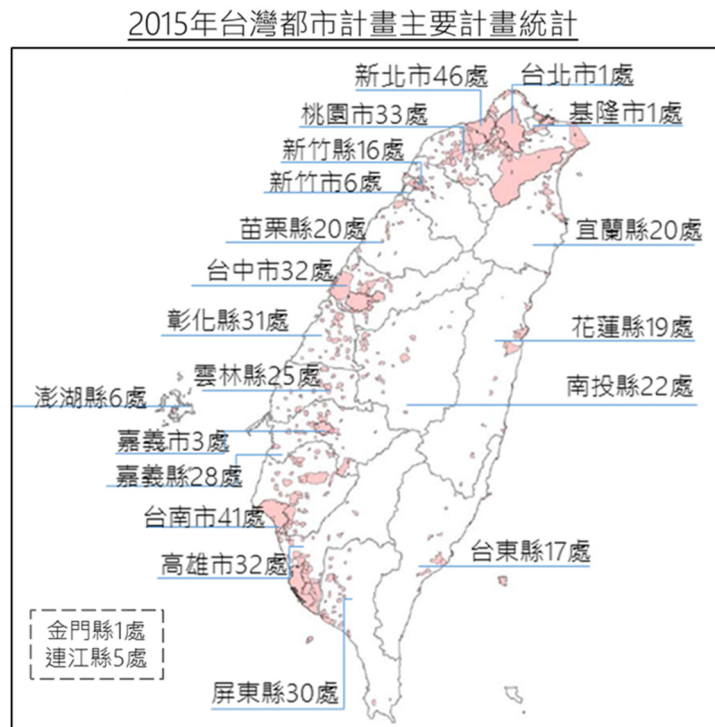 2015年台灣都市計畫主要計畫統計
新北市46處
台北市1處
桃園市33處
基隆市1處
新竹縣16處
新竹市6處
苗栗縣20處
宜蘭縣20處
台中市32處
彰化縣31處
花蓮縣19處
雲林縣25處
南投縣22處
澎湖縣6處
嘉義市3處
嘉義縣28處
台南市41處
台東縣17處
高雄市32處
金門縣1處
連江縣5處
屏東縣30處